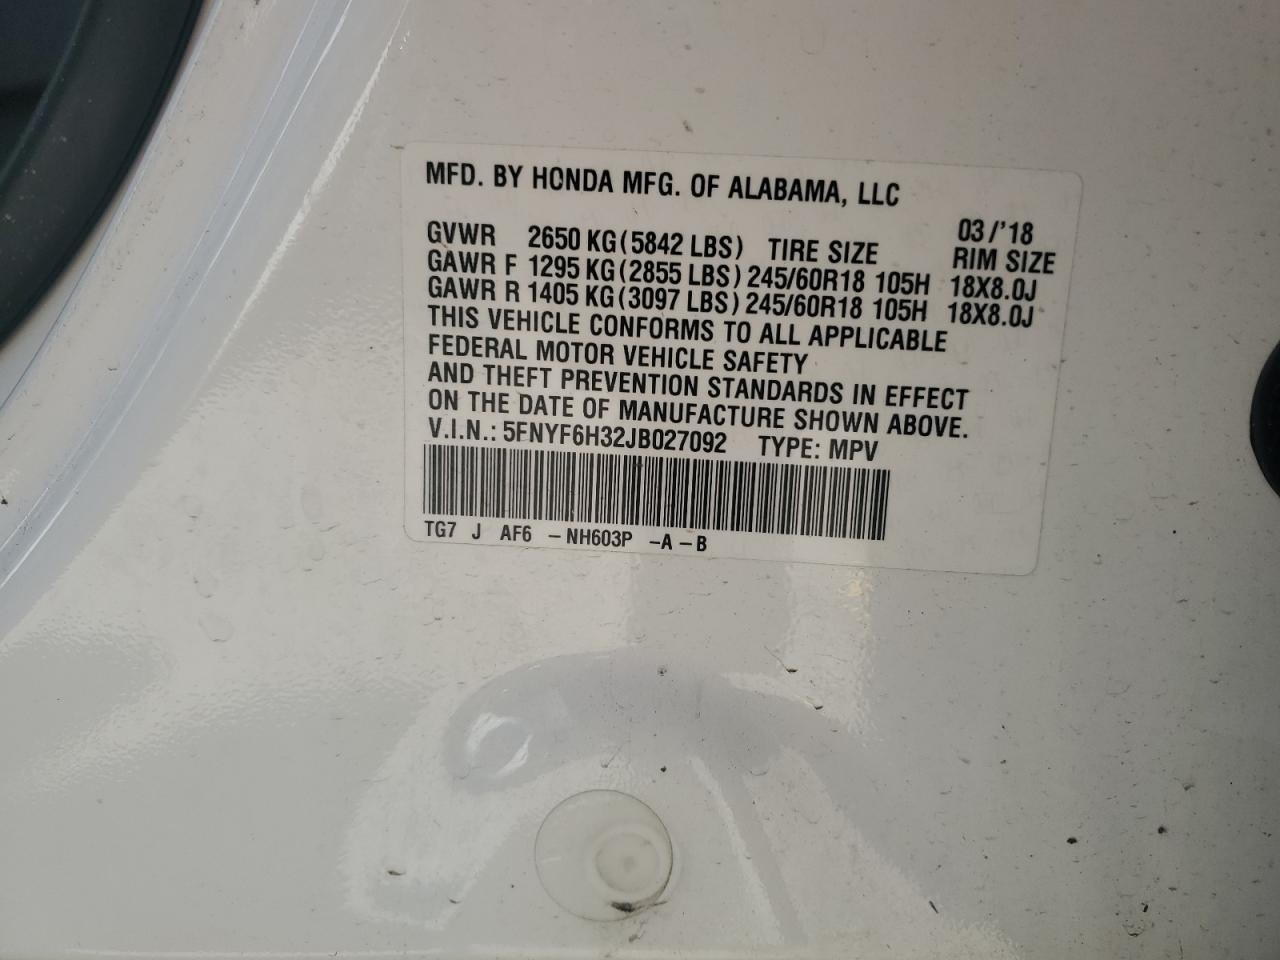 MFD. BY HONDA MFG. OF ALABAMA, LLC
03/'18
GVWR 2650 KG(5842 LBS) TIRE SIZE RIM SIZE
GAWR F 1295 KG(2855 LBS)245/60R18 105H 18X8.0J
GAWR R 1405 KG(3097 LBS)245/60R18 105H 18X8.0J
THIS VEHICLE CONFORMS TO ALL APPLICABLE
FEDERAL MOTOR VEHICLE SAFETY
AND THEFT PREVENTION STANDARDS IN EFFECT
ON THE DATE OF MANUFACTURE SHOWN ABOVE.
V.I.N.: 5FNYF6H32JB027092 TYPE: MPV
TG7 J AF6 -NH603P -A-B